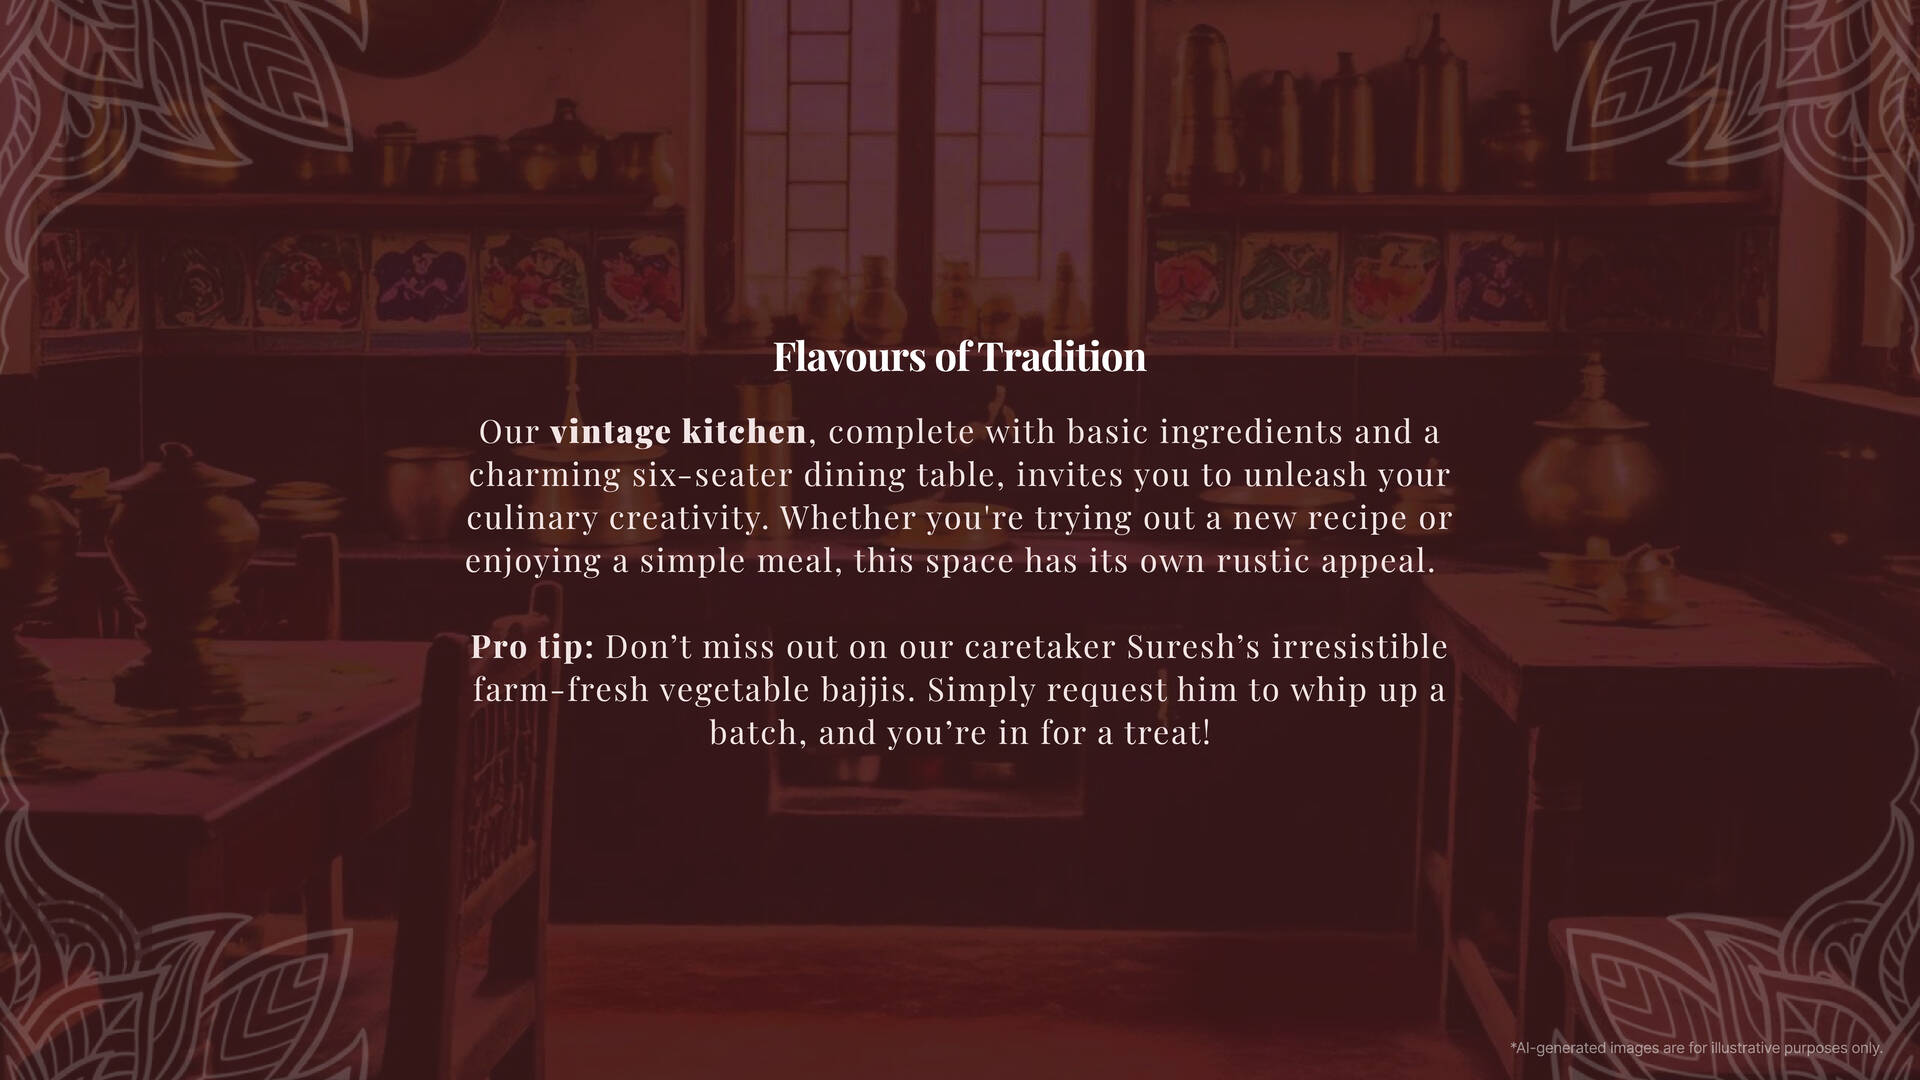 Flavours of Tradition
Our vintage kitchen, complete with basic ingredients and a
charming six-seater dining table, invites you to unleash your
culinary creativity. Whether you're trying out a new recipe or
enjoying a simple meal, this space has its own rustic appeal.
Pro tip: Don’t miss out on our caretaker Suresh’s irresistible
farm-fresh vegetable bajjis. Simply request him to whip up a
batch, and you’re in for a treat!
*AI-generated images are for illustrative purposes only.